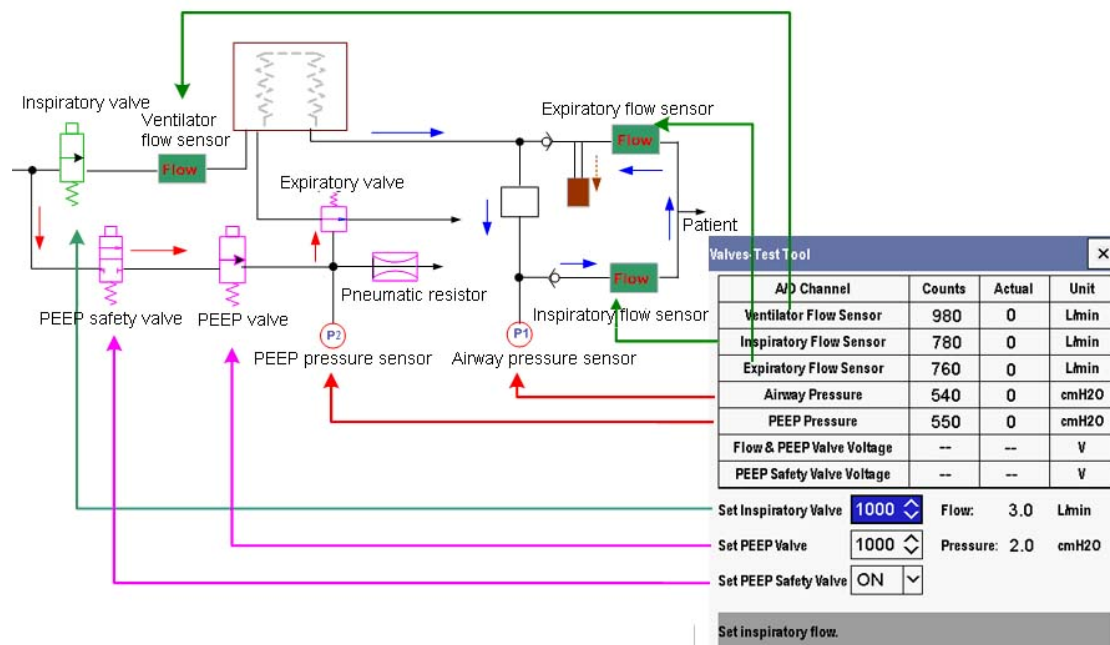 Inspiratory valve
Ventilator
flow sensor
Flow
Expiratory flow sensor
Flow
Expiratory valve
Patient
Pneumatic resistor
Flow
PEEP safety valve
PEEP valve
Inspiratory flow sensor
P2
P1
PEEP pressure sensor
Airway pressure sensor
Valves-Test Tool
A/D Channel Counts Actual Unit
Ventilator Flow Sensor 980 0 L/min
Inspiratory Flow Sensor 780 0 L/min
Expiratory Flow Sensor 760 0 L/min
Airway Pressure 540 0 cmH2O
PEEP Pressure 550 0 cmH2O
Flow & PEEP Valve Voltage -- -- V
PEEP Safety Valve Voltage -- -- V
Set Inspiratory Valve 1000 Flow: 3.0 L/min
Set PEEP Valve 1000 Pressure: 2.0 cmH2O
Set PEEP Safety Valve ON
Set inspiratory flow.